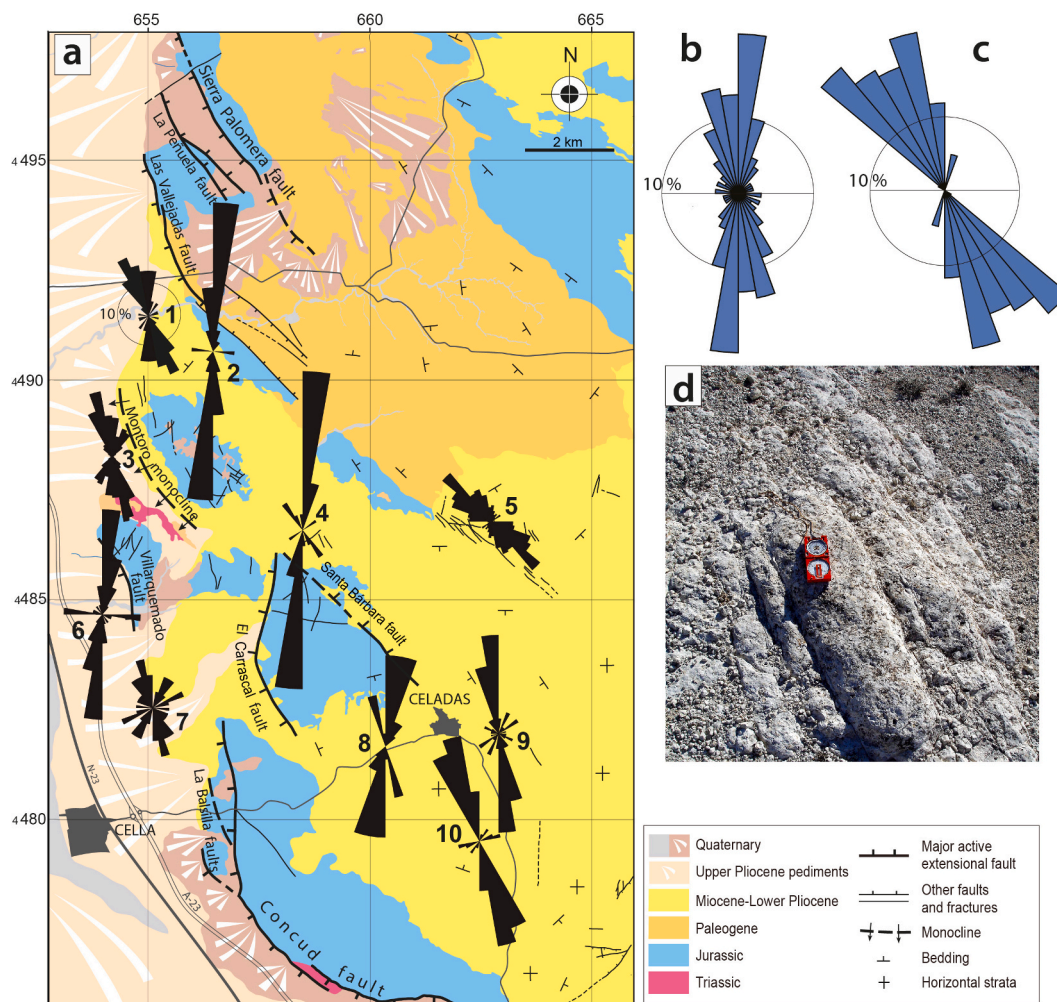 655
660
665
a
b
c
N
2 km
Sierra Palomera fault
La Peñuela fault
Las Vallejadas fault
4495
10 %
10 %
10 %
1
2
4490
d
Montoro monocline
3
4
5
Villarquemado
fault
Santa Bárbara fault
4485
6
El Carrascal fault
7
CELADAS
8
9
N-23
La Balsilla faults
10
4480
CELLA
A-23
Concud fault
Quaternary
Upper Pliocene pediments
Miocene-Lower Pliocene
Paleogene
Jurassic
Triassic
Major active
extensional fault
Other faults
and fractures
Monocline
Bedding
Horizontal strata